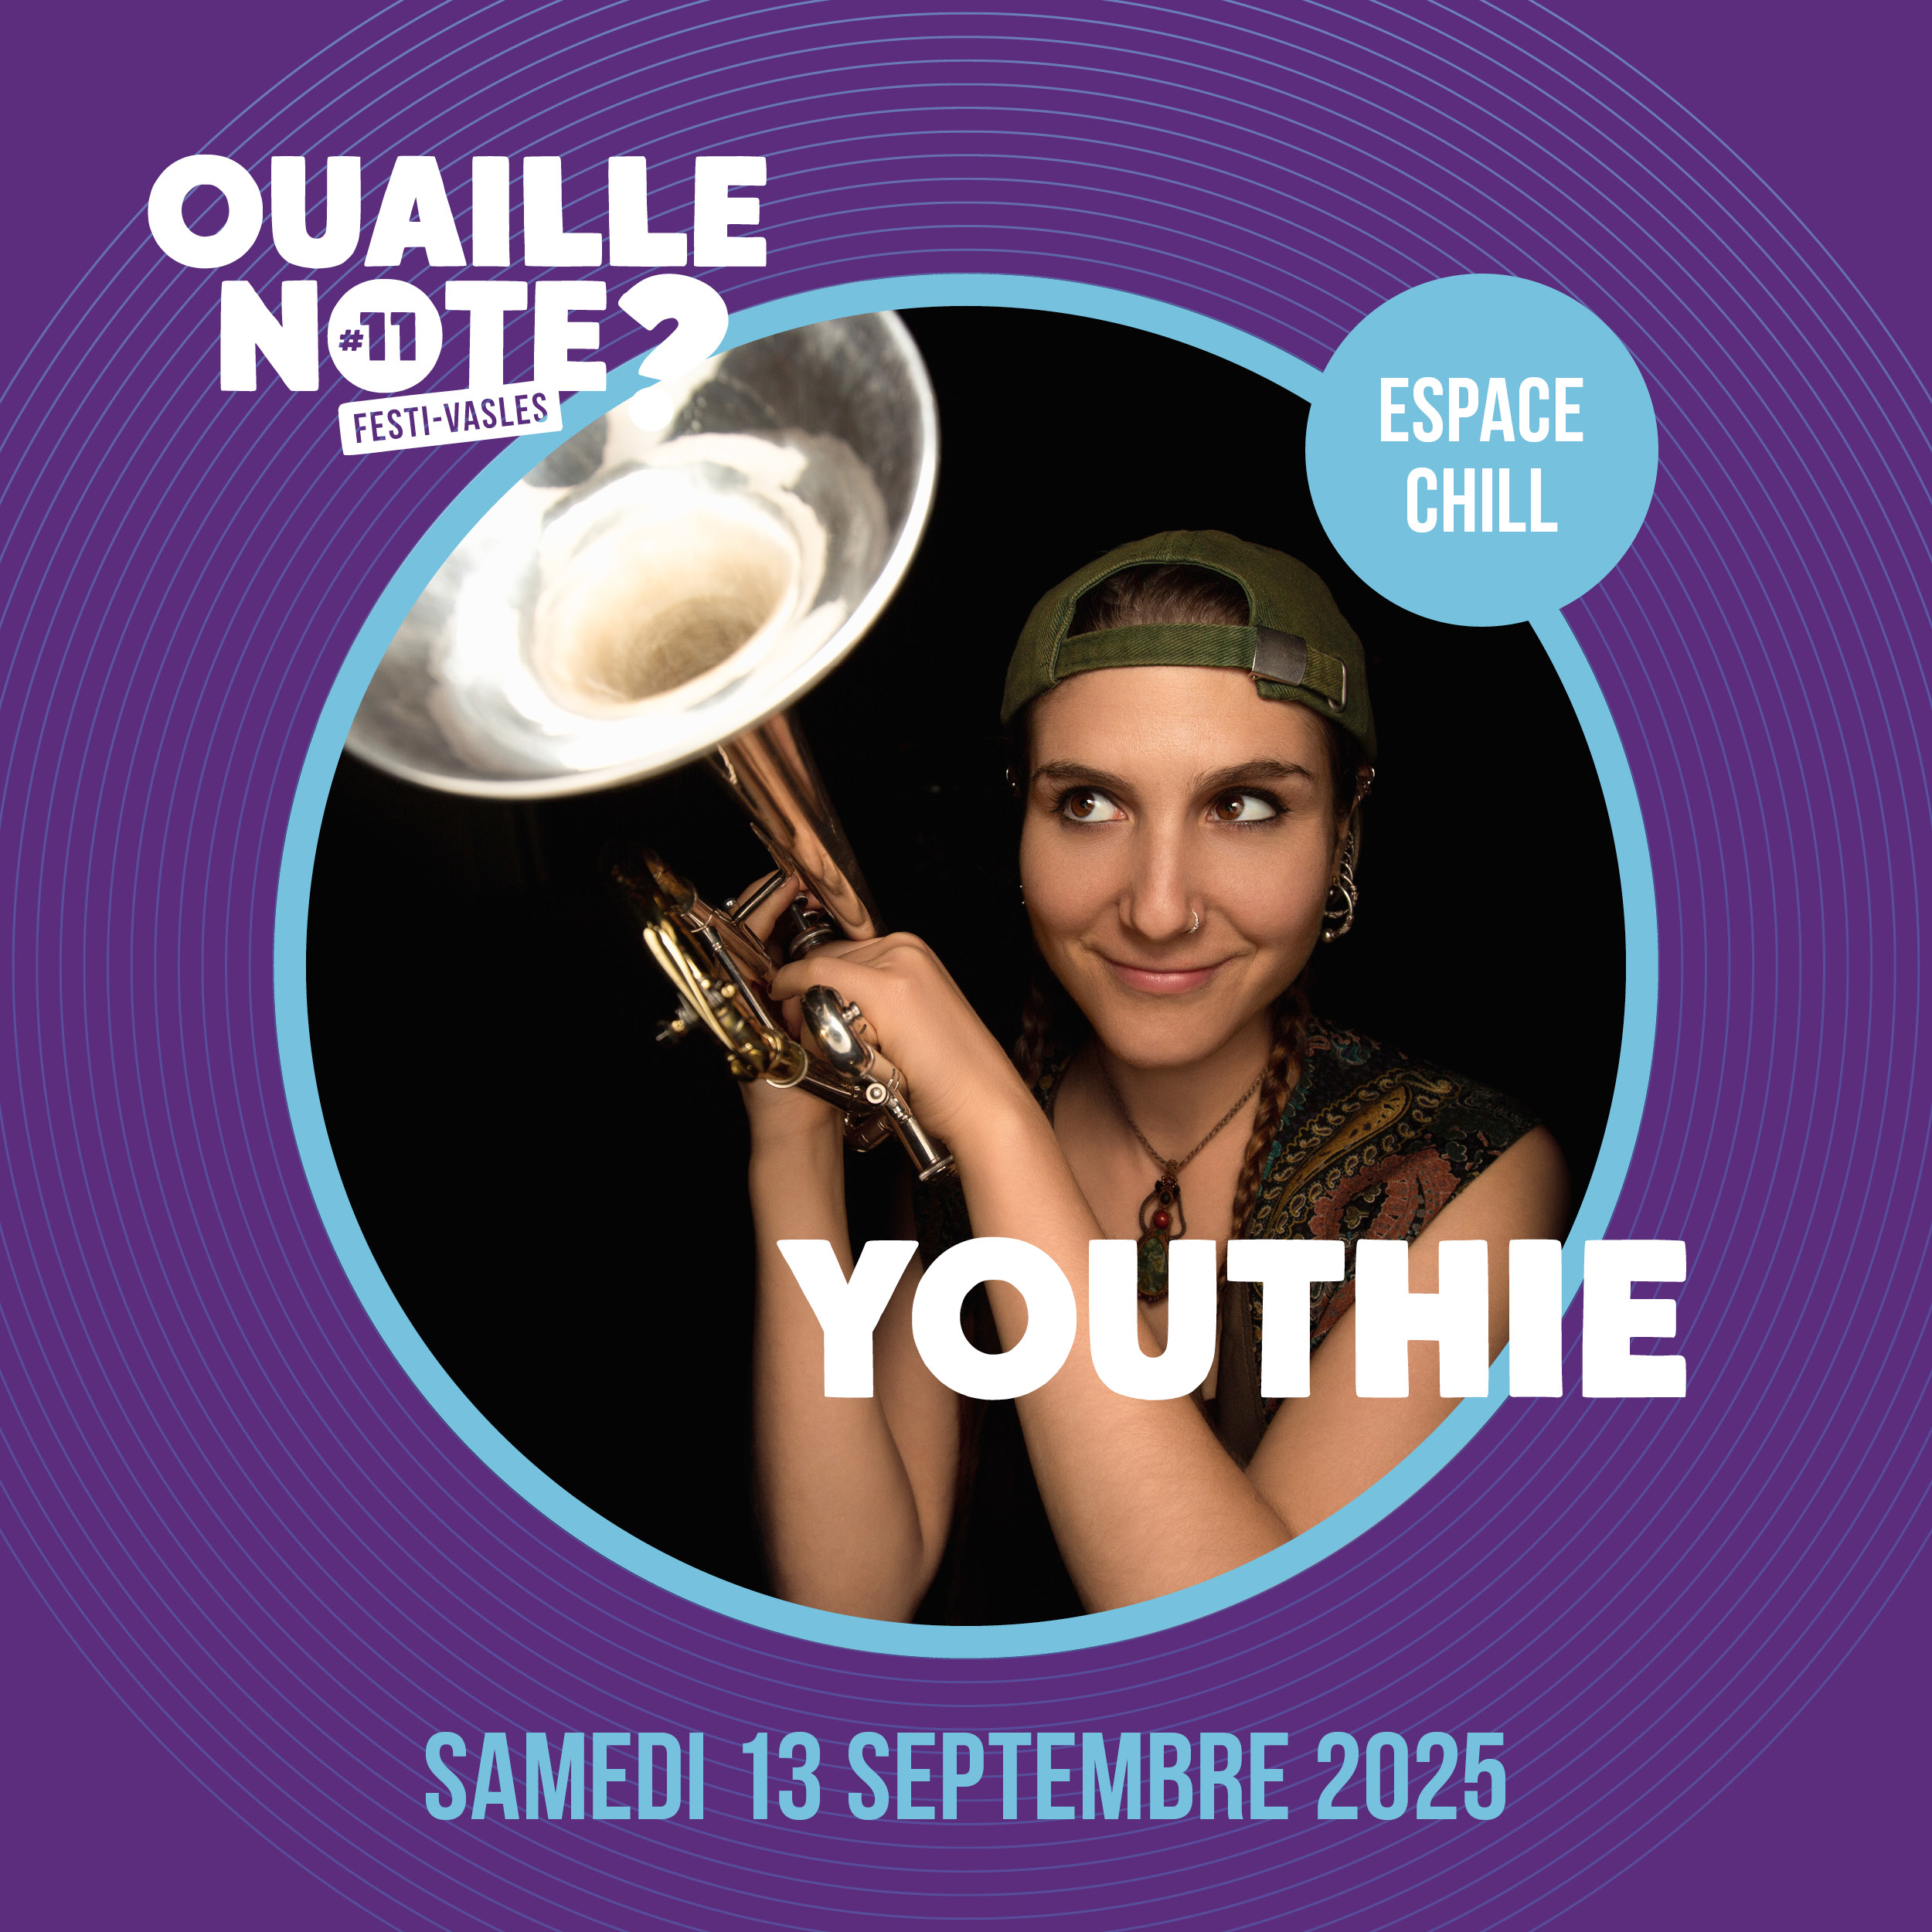 OUAILLE
NOTE?
#11
FESTI-VASLES
ESPACE
CHILL
YOUTHIE
SAMEDI 13 SEPTEMBRE 2025